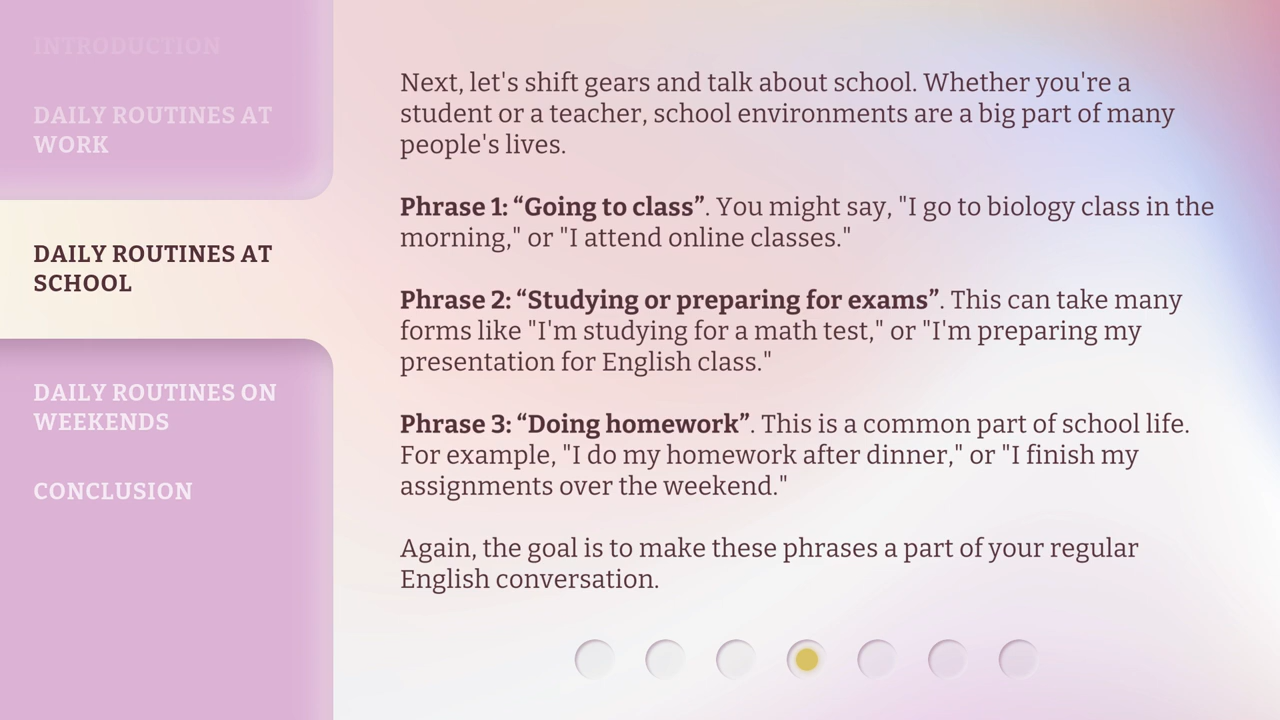 INTRODUCTION
DAILY ROUTINES AT
WORK
DAILY ROUTINES AT
SCHOOL
DAILY ROUTINES ON
WEEKENDS
CONCLUSION
Next, let's shift gears and talk about school. Whether you're a
student or a teacher, school environments are a big part of many
people's lives.
Phrase 1: “Going to class”. You might say, "I go to biology class in the
morning," or "I attend online classes."
Phrase 2: “Studying or preparing for exams”. This can take many
forms like "I'm studying for a math test," or "I'm preparing my
presentation for English class."
Phrase 3: “Doing homework”. This is a common part of school life.
For example, "I do my homework after dinner," or "I finish my
assignments over the weekend."
Again, the goal is to make these phrases a part of your regular
English conversation.